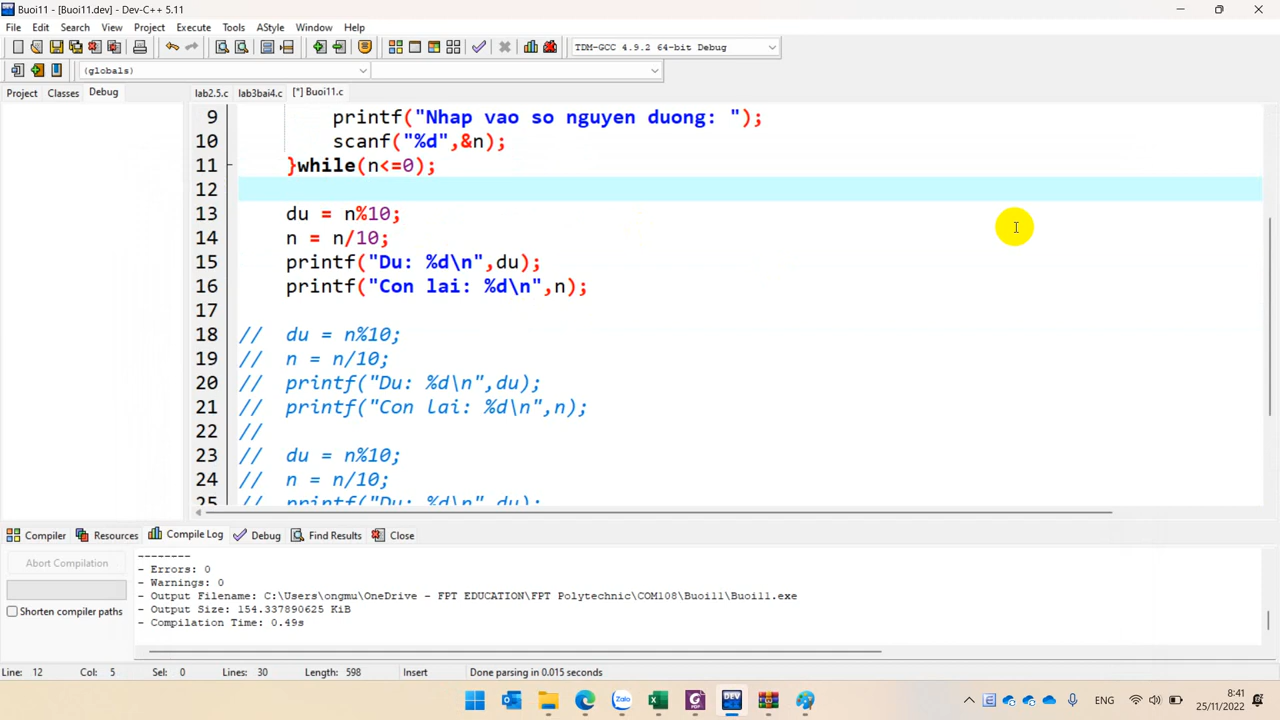 Buoi11 - [Buoi11.dev] - Dev-C++ 5.11
File Edit Search View Project Execute Tools AStyle Window Help
TDM-GCC 4.9.2 64-bit Debug
(globals)
Project Classes Debug
lab2.5.c lab3bai4.c [*] Buoi11.c
9 printf("Nhap vao so nguyen duong: ");
10 scanf("%d",&n);
11 }while(n<=0);
12
13 du = n%10;
14 n = n/10;
15 printf("Du: %d\n",du);
16 printf("Con lai: %d\n",n);
17
18 // du = n%10;
19 // n = n/10;
20 // printf("Du: %d\n",du);
21 // printf("Con lai: %d\n",n);
22 //
23 // du = n%10;
24 // n = n/10;
25 // printf("Du: %d\n",du);
Compiler Resources Compile Log Debug Find Results Close
Abort Compilation
Shorten compiler paths
--------
- Errors: 0
- Warnings: 0
- Output Filename: C:\Users\ongmu\OneDrive - FPT EDUCATION\FPT Polytechnic\COM108\Buoi11\Buoi11.exe
- Output Size: 154.337890625 KiB
- Compilation Time: 0.49s
Line: 12 Col: 5 Sel: 0 Lines: 30 Length: 598 Insert Done parsing in 0.015 seconds
Zalo
DEV
ENG
8:41
25/11/2022